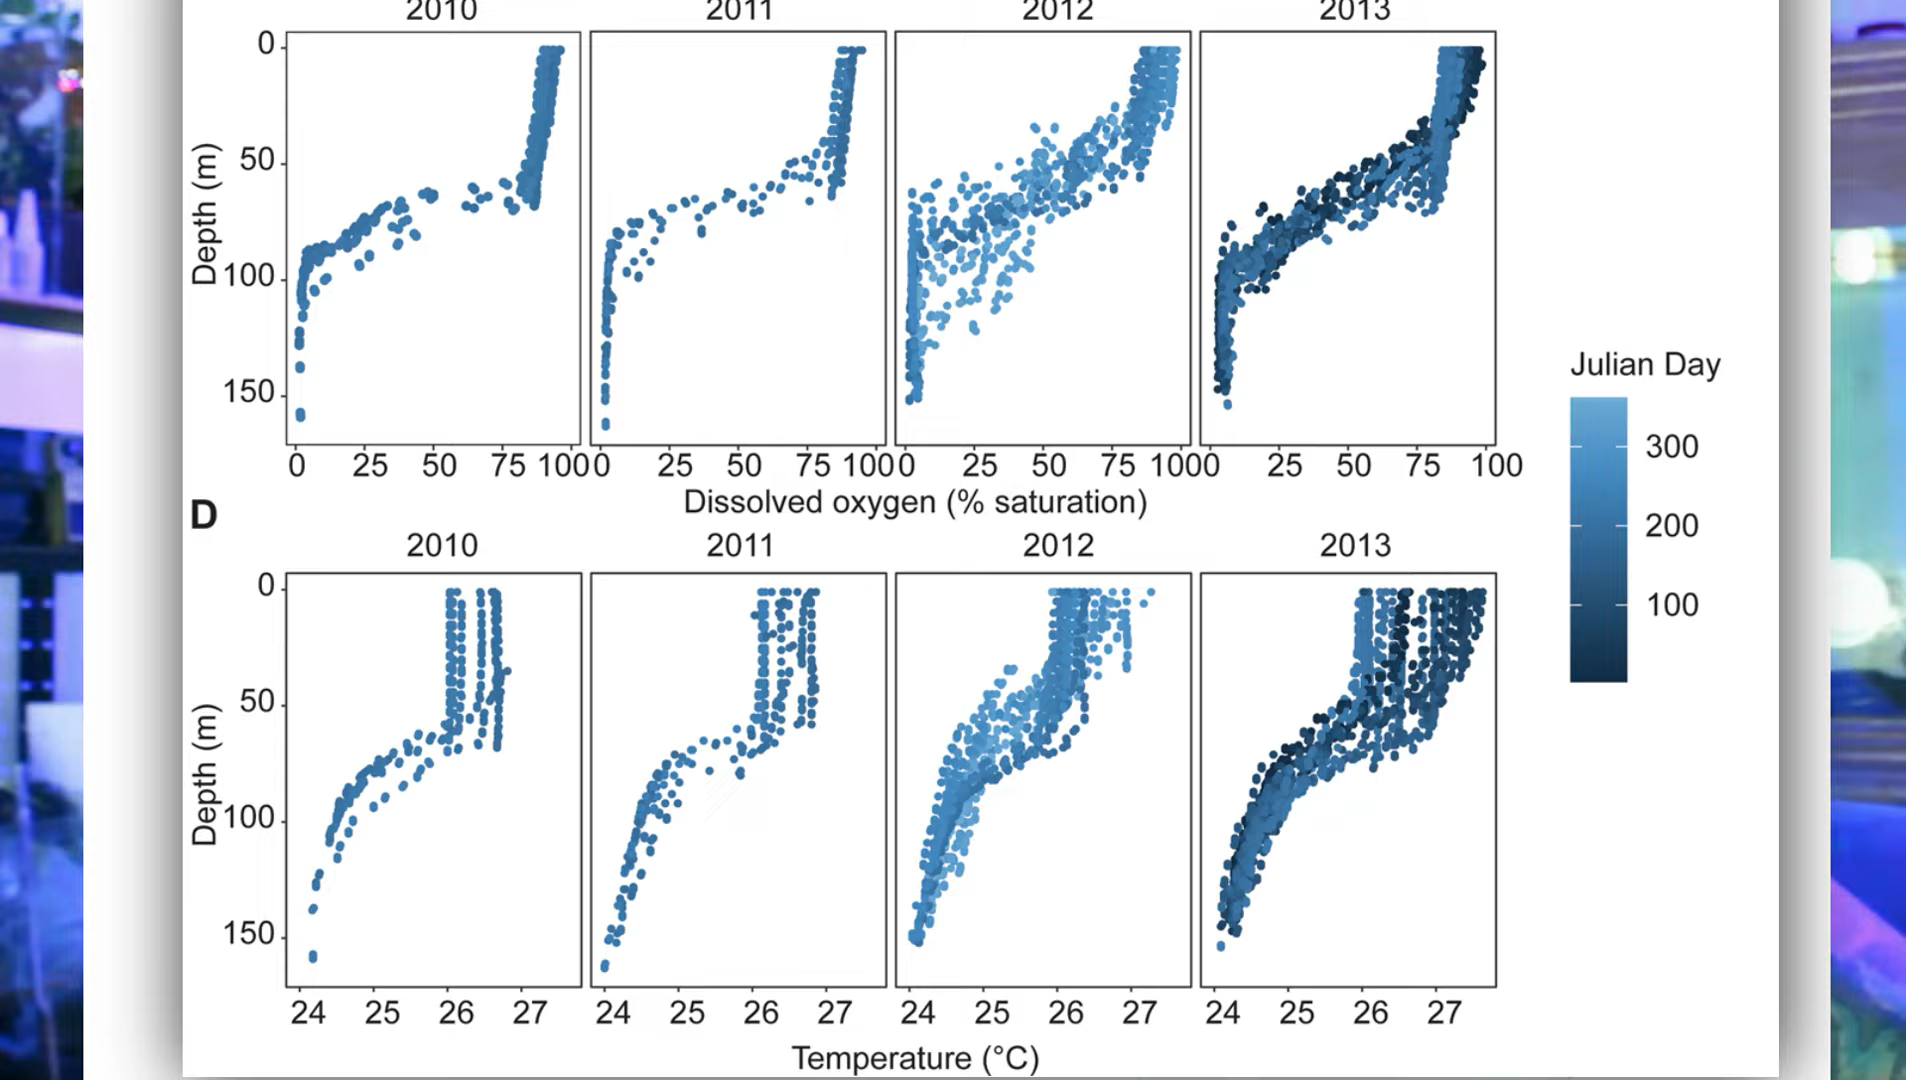 2010 2011 2012 2013
0
50
100
150
Depth (m)
0 25 50 75 100 0 25 50 75 100 0 25 50 75 100 0 25 50 75 100
Dissolved oxygen (% saturation)
Julian Day
300
200
100
D
2010 2011 2012 2013
0
50
100
150
Depth (m)
24 25 26 27 24 25 26 27 24 25 26 27 24 25 26 27
Temperature (°C)